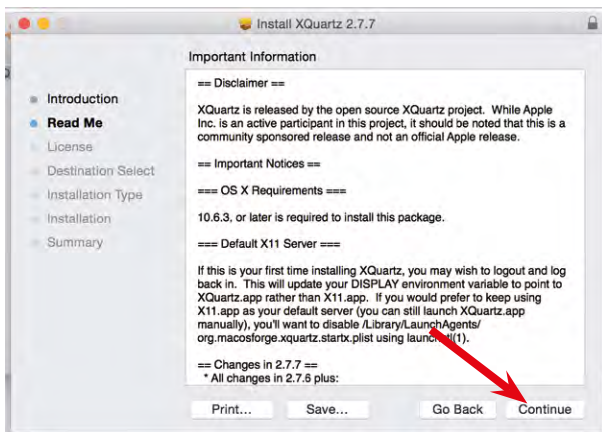 Install XQuartz 2.7.7
Important Information
Introduction
Read Me
License
Destination Select
Installation Type
Installation
Summary
== Disclaimer ==
XQuartz is released by the open source XQuartz project. While Apple
Inc. is an active participant in this project, it should be noted that this is a
community sponsored release and not an official Apple release.
== Important Notices ==
=== OS X Requirements ===
10.6.3, or later is required to install this package.
=== Default X11 Server ===
If this is your first time installing XQuartz, you may wish to logout and log
back in. This will update your DISPLAY environment variable to point to
XQuartz.app rather than X11.app. If you would prefer to keep using
X11.app as your default server (you can still launch XQuartz.app
manually), you'll want to disable /Library/LaunchAgents/
org.macosforge.xquartz.startx.plist using
== Changes in 2.7.7 ==
* All changes in 2.7.6 plus:
Print... Save... Go Back Continue